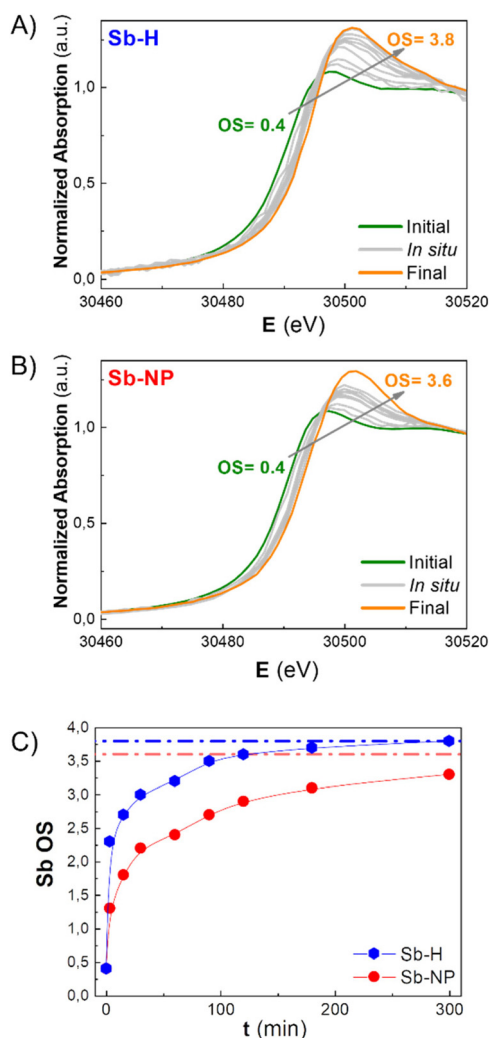 A)
Sb-H
OS= 3.8
OS= 0.4
Initial
In situ
Final
Normalized Absorption (a.u.)
1,0
0,5
0,0
30460 30480 30500 30520
E (eV)
B)
Sb-NP
OS= 3.6
OS= 0.4
Initial
In situ
Final
Normalized Absorption (a.u.)
1,0
0,5
0,0
30460 30480 30500 30520
E (eV)
C)
Sb OS
4,0
3,5
3,0
2,5
2,0
1,5
1,0
0,5
0,0
Sb-H
Sb-NP
0 100 200 300
t (min)